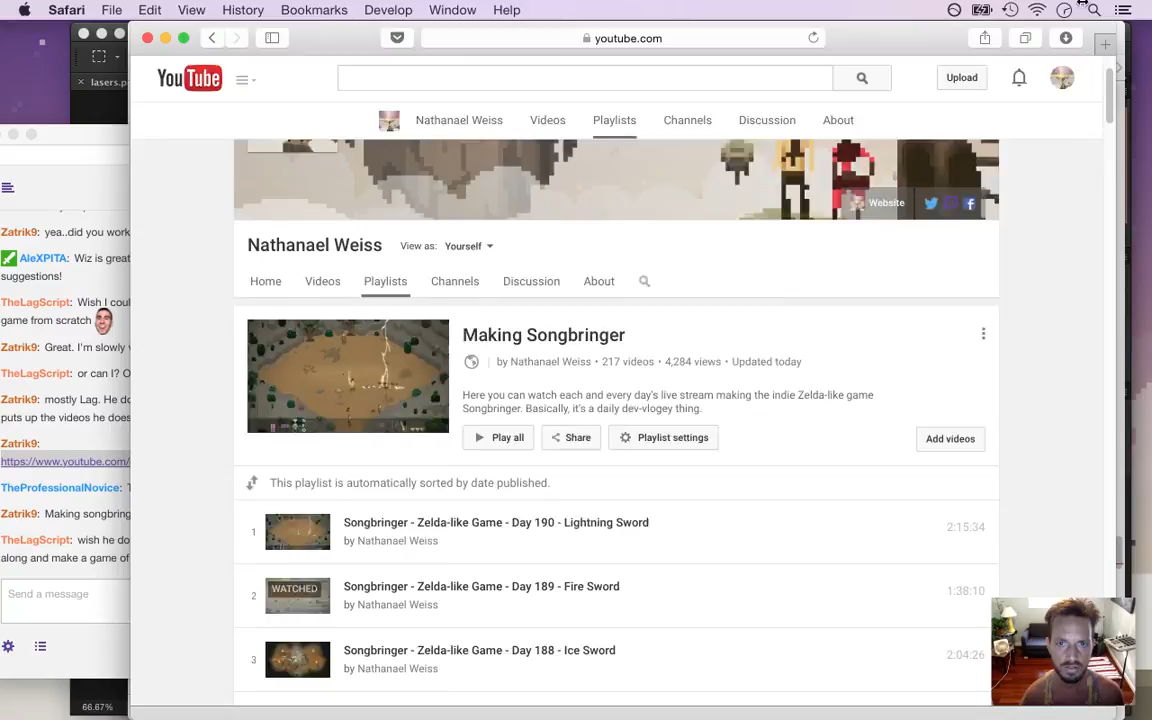 Safari File Edit View History Bookmarks Develop Window Help
youtube.com
lasers.p
YouTube
Upload
Nathanael Weiss Videos Playlists Channels Discussion About
Website
Nathanael Weiss View as: Yourself
Home Videos Playlists Channels Discussion About
Making Songbringer
by Nathanael Weiss • 217 videos • 4,284 views • Updated today
Here you can watch each and every day's live stream making the indie Zelda-like game
Songbringer. Basically, it's a daily dev-vlogey thing.
Play all Share Playlist settings Add videos
This playlist is automatically sorted by date published.
1 Songbringer - Zelda-like Game - Day 190 - Lightning Sword 2:15:34
by Nathanael Weiss
2 WATCHED Songbringer - Zelda-like Game - Day 189 - Fire Sword 1:38:10
by Nathanael Weiss
3 Songbringer - Zelda-like Game - Day 188 - Ice Sword 2:04:26
by Nathanael Weiss
Zatrik9: yea..did you work
AleXPITA: Wiz is great
suggestions!
TheLagScript: Wish I coul
game from scratch
Zatrik9: Great. I'm slowly
TheLagScript: or can I? O
Zatrik9: mostly Lag. He do
puts up the videos he does
Zatrik9:
https://www.youtube.com/
TheProfessionalNovice: T
Zatrik9: Making songbring
TheLagScript: wish he do
along and make a game of
Send a message
66.67%